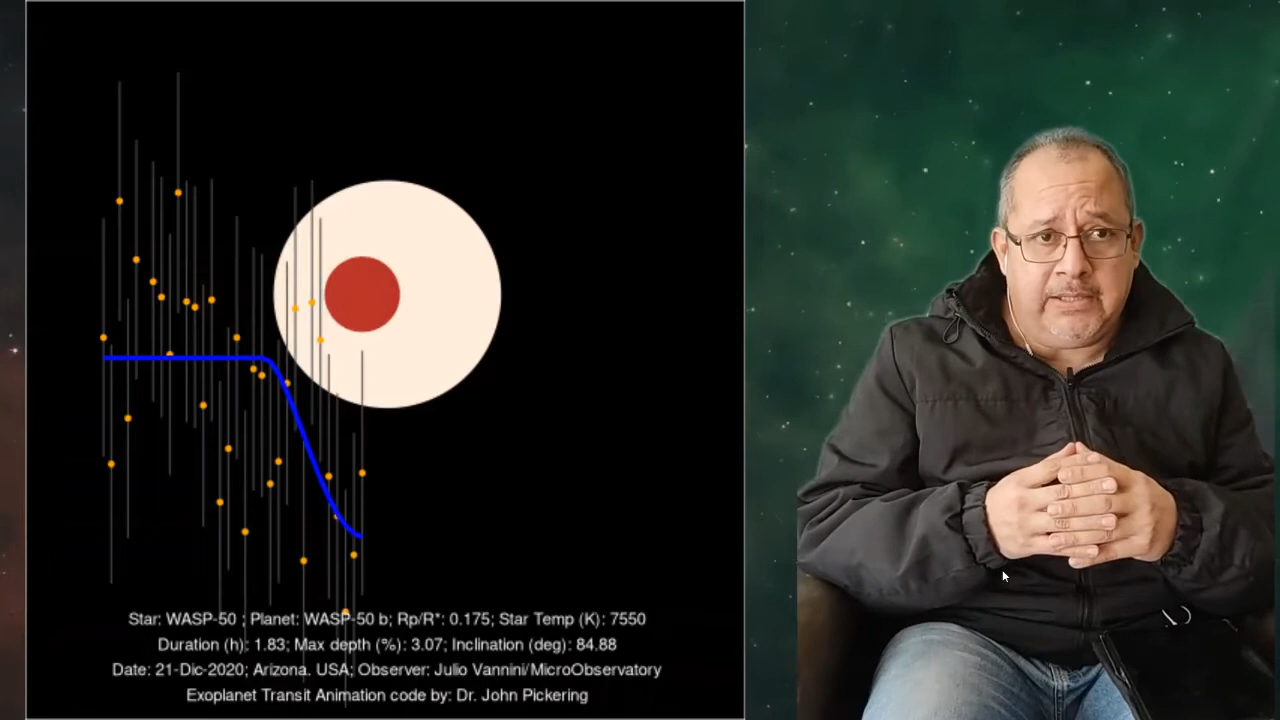 Star: WASP-50 ; Planet: WASP-50 b; Rp/R*: 0.175; Star Temp (K): 7550
Duration (h): 1.83; Max depth (%): 3.07; Inclination (deg): 84.88
Date: 21-Dic-2020; Arizona, USA; Observer: Julio Vannini/MicroObservatory
Exoplanet Transit Animation code by: Dr. John Pickering